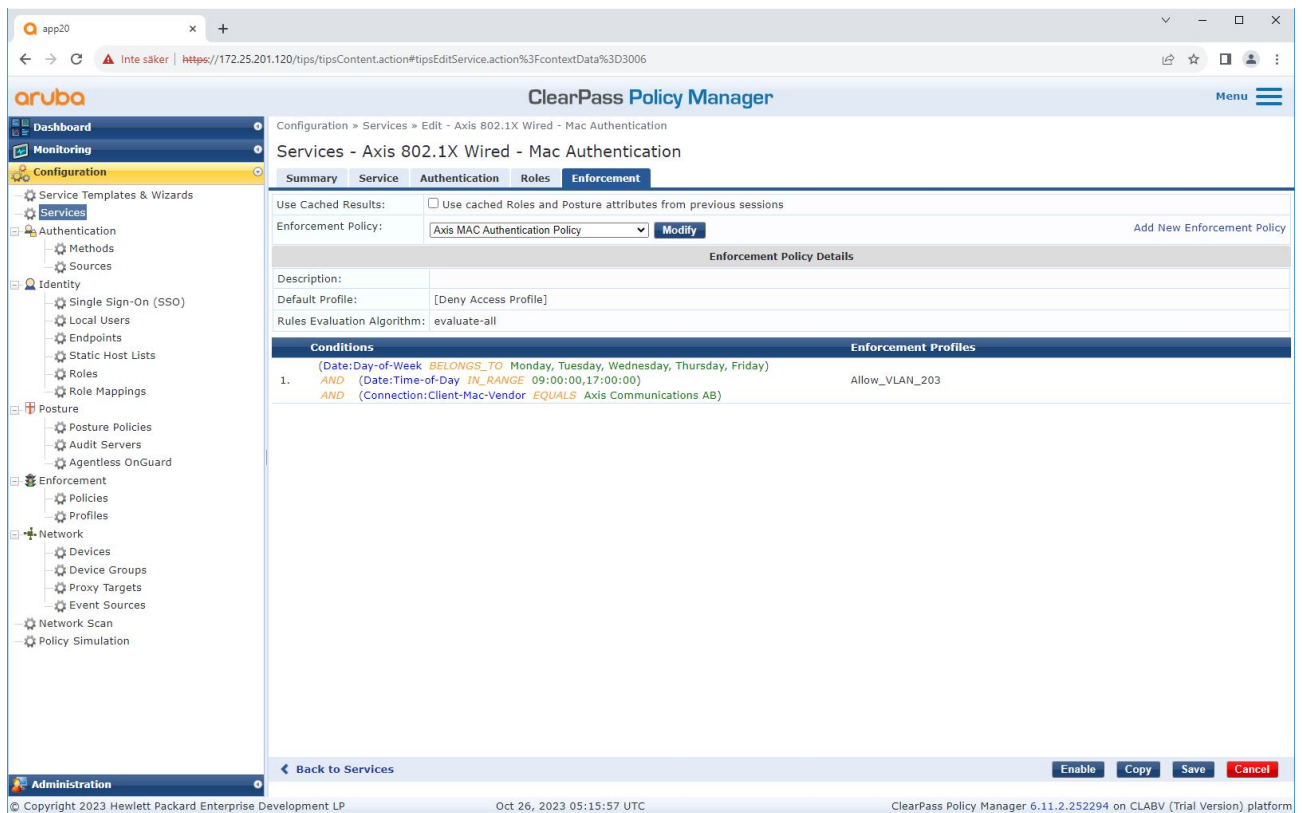 app20
Inte säker | https://172.25.201.120/tips/tipsContent.action#tipsEditService.action%3FcontextData%3D3006
aruba
ClearPass Policy Manager
Menu
Dashboard
Monitoring
Configuration
Service Templates & Wizards
Services
Authentication
Methods
Sources
Identity
Single Sign-On (SSO)
Local Users
Endpoints
Static Host Lists
Roles
Role Mappings
Posture
Posture Policies
Audit Servers
Agentless OnGuard
Enforcement
Policies
Profiles
Network
Devices
Device Groups
Proxy Targets
Event Sources
Network Scan
Policy Simulation
Administration
Configuration » Services » Edit - Axis 802.1X Wired - Mac Authentication
Services - Axis 802.1X Wired - Mac Authentication
Summary Service Authentication Roles Enforcement
Use Cached Results: Use cached Roles and Posture attributes from previous sessions
Enforcement Policy: Axis MAC Authentication Policy Modify Add New Enforcement Policy
Enforcement Policy Details
Description:
Default Profile: [Deny Access Profile]
Rules Evaluation Algorithm: evaluate-all
Conditions Enforcement Profiles
(Date:Day-of-Week BELONGS_TO Monday, Tuesday, Wednesday, Thursday, Friday)
1. AND (Date:Time-of-Day IN_RANGE 09:00:00,17:00:00) Allow_VLAN_203
AND (Connection:Client-Mac-Vendor EQUALS Axis Communications AB)
Back to Services Enable Copy Save Cancel
© Copyright 2023 Hewlett Packard Enterprise Development LP Oct 26, 2023 05:15:57 UTC ClearPass Policy Manager 6.11.2.252294 on CLABV (Trial Version) platform